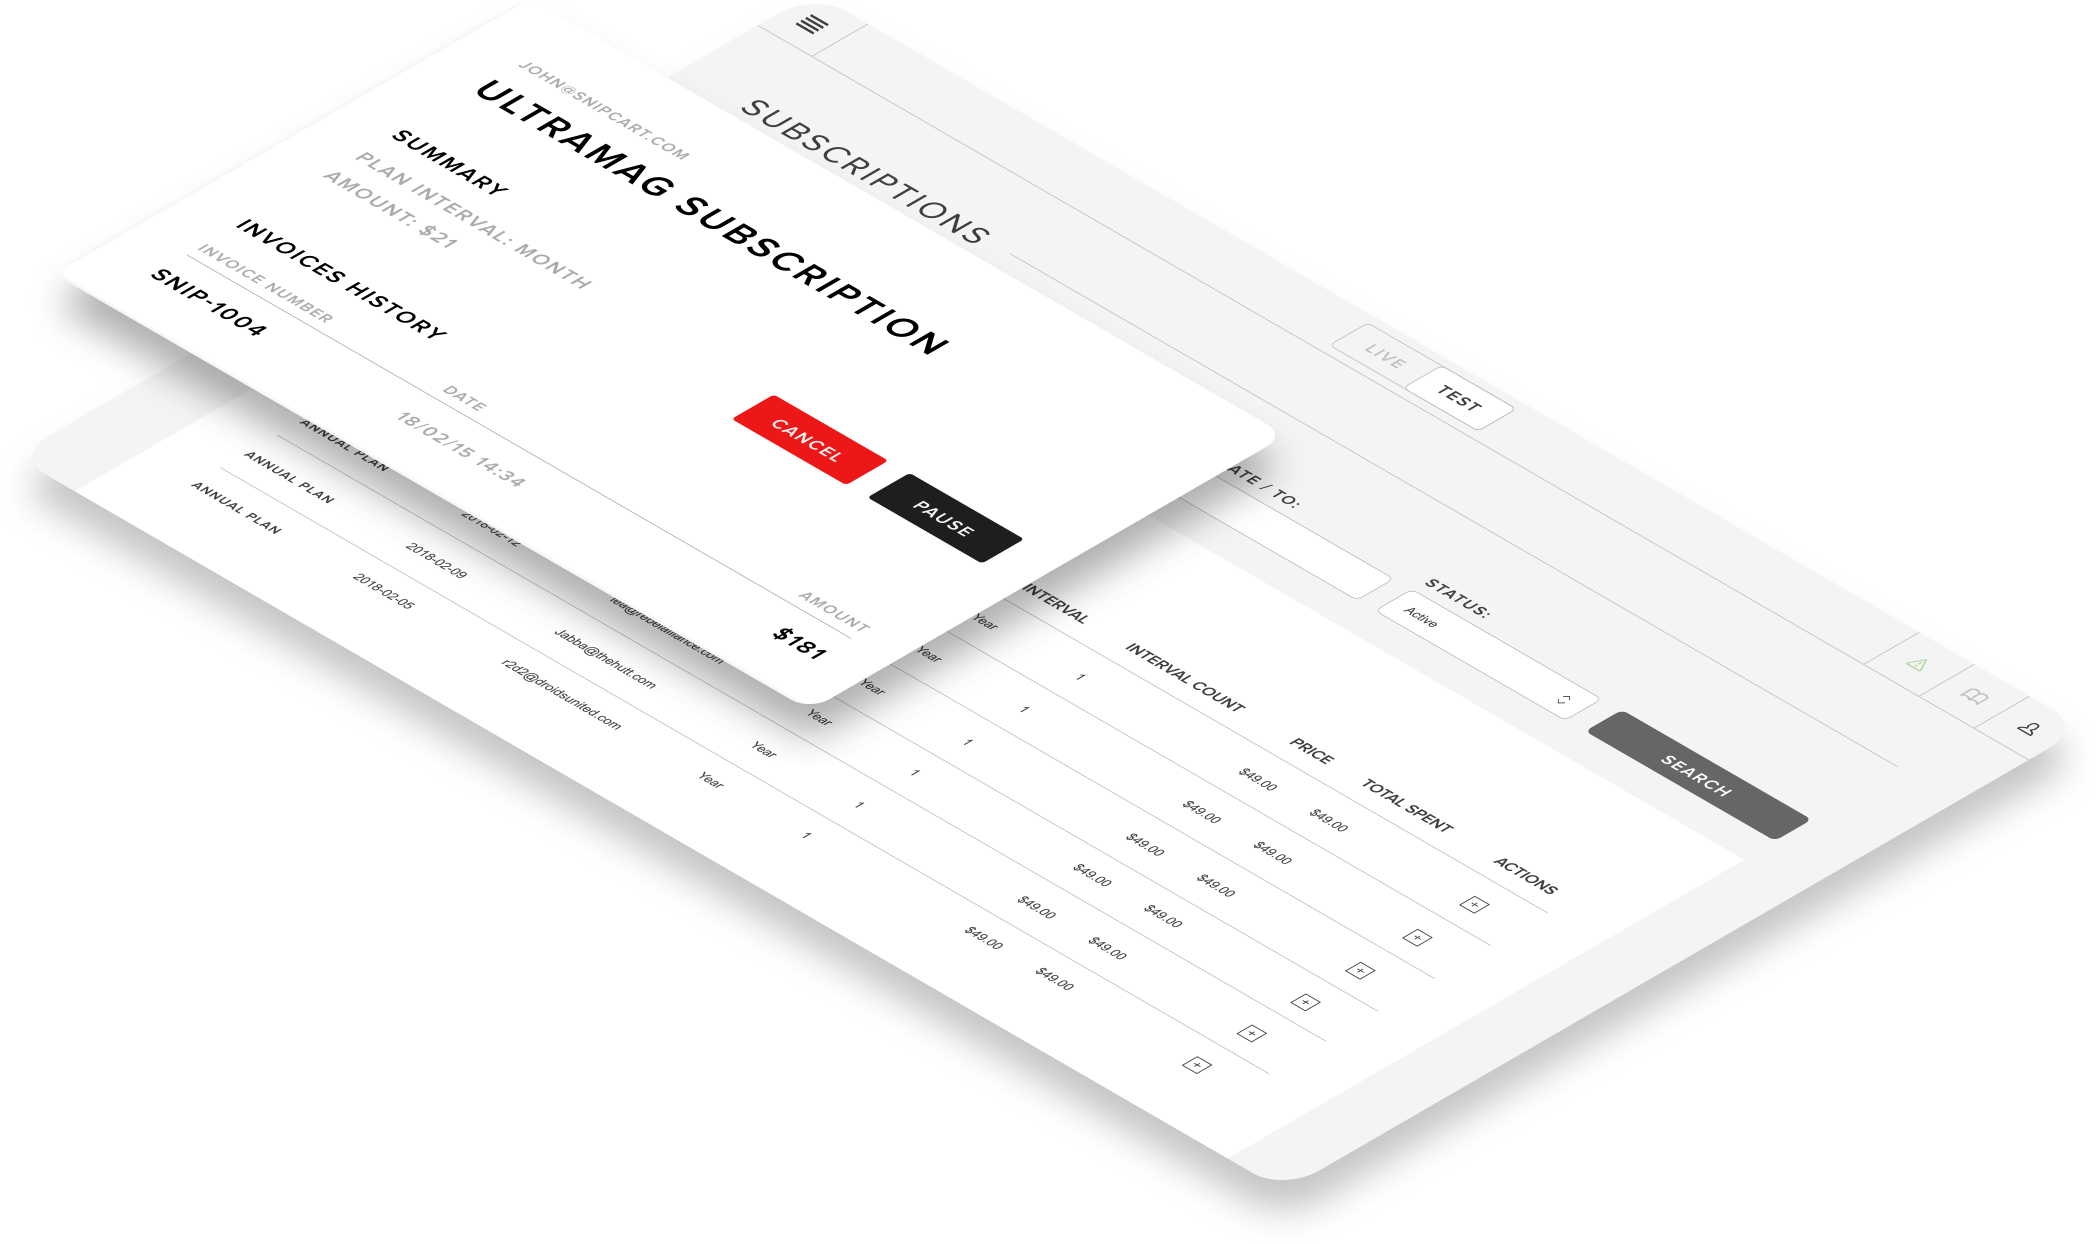 JOHN@SNIPCART.COM
ULTRAMAG SUBSCRIPTION
SUMMARY
PLAN INTERVAL: MONTH
AMOUNT: $21
CANCEL
PAUSE
INVOICES HISTORY
INVOICE NUMBER DATE AMOUNT
SNIP-1004 18/02/15 14:34 $181
SUBSCRIPTIONS
LIVE TEST
ATE / TO:
STATUS:
Active
SEARCH
INTERVAL INTERVAL COUNT PRICE TOTAL SPENT ACTIONS
Year 1 $49.00 $49.00
Year 1 $49.00 $49.00
Year 1 $49.00 $49.00
ANNUAL PLAN 2018-02-12 Year 1 $49.00 $49.00
ANNUAL PLAN 2018-02-09 Jabba@thehutt.com Year 1 $49.00 $49.00
ANNUAL PLAN 2018-02-05 r2d2@droidsunited.com Year 1 $49.00 $49.00